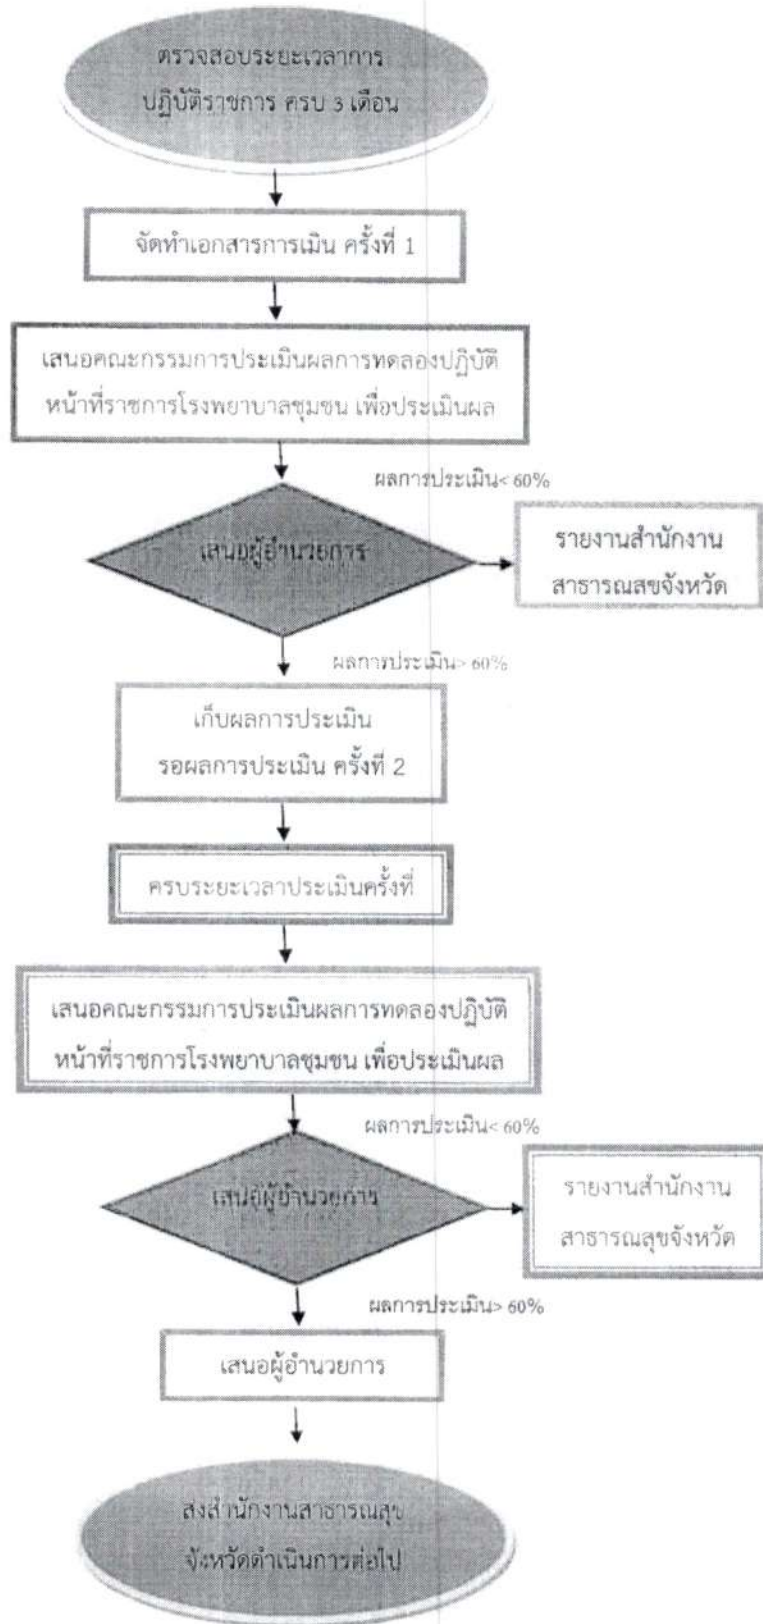 ตรวจสอบระยะเวลาการ
ปฏิบัติราชการ ครบ 3 เดือน
จัดทำเอกสารการเมิน ครั้งที่ 1
เสนอคณะกรรมการประเมินผลการทดลองปฏิบัติ
หน้าที่ราชการโรงพยาบาลชุมชน เพื่อประเมินผล
ผลการประเมิน< 60%
เสนอผู้อำนวยการ
รายงานสำนักงาน
สาธารณสขจังหวัด
ผลการประเมิน> 60%
เก็บผลการประเมิน
รอผลการประเมิน ครั้งที่ 2
ครบระยะเวลาประเมินครั้งที่
เสนอคณะกรรมการประเมินผลการทดลองปฏิบัติ
หน้าที่ราชการโรงพยาบาลชุมชน เพื่อประเมินผล
ผลการประเมิน< 60%
เสนอผู้อำนวยการ
รายงานสำนักงาน
สาธารณสุขจังหวัด
ผลการประเมิน> 60%
เสนอผู้อำนวยการ
ส่งสำนักงานสาธารณสุข
จังหวัดดำเนินการต่อไป